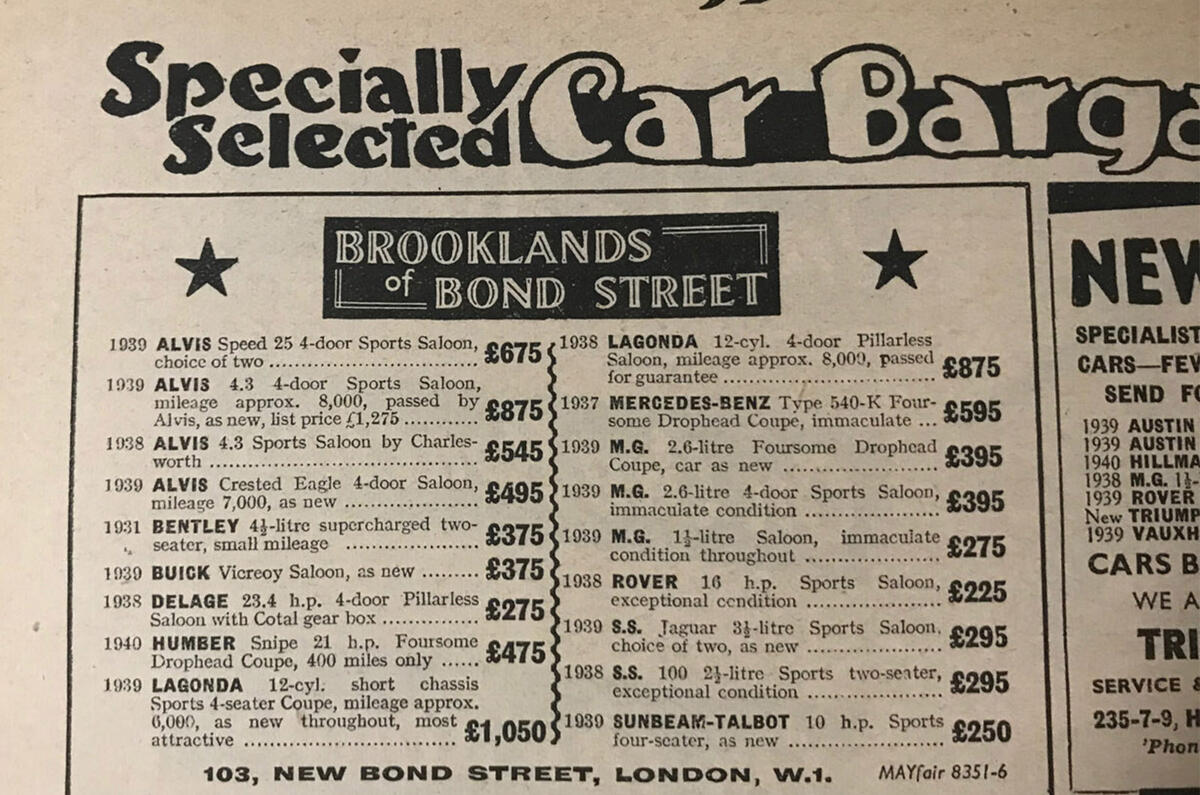 Specially
Selected
Car Barga
BROOKLANDS
of BOND STREET
1939 ALVIS Speed 25 4-door Sports Saloon,
choice of two .................. £675
1939 ALVIS 4.3 4-door Sports Saloon,
mileage approx. 8,000, passed by
Alvis, as new, list price £1,275 ............ £875
1938 ALVIS 4.3 Sports Saloon by Charles-
worth .................. £545
1939 ALVIS Crested Eagle 4-door Saloon,
mileage 7,000, as new .................. £495
1931 BENTLEY 4½-litre supercharged two-
seater, small mileage .................. £375
1939 BUICK Vicreoy Saloon, as new ......... £375
1938 DELAGE 23.4 h.p. 4-door Pillarless
Saloon with Cotal gear box ............ £275
1940 HUMBER Snipe 21 h.p. Foursome
Drophead Coupe, 400 miles only ...... £475
1939 LAGONDA 12-cyl. short chassis
Sports 4-seater Coupe, mileage approx.
6,000, as new throughout, most
attractive .................. £1,050
1938 LAGONDA 12-cyl. 4-door Pillarless
Saloon, mileage approx. 8,000, passed
for guarantee .................. £875
1937 MERCEDES-BENZ Type 540-K Four-
some Drophead Coupe, immaculate ... £595
1939 M.G. 2.6-litre Foursome Drophead
Coupe, car as new .................. £395
1939 M.G. 2.6-litre 4-door Sports Saloon,
immaculate condition .................. £395
1939 M.G. 1½-litre Saloon, immaculate
condition throughout .................. £275
1938 ROVER 16 h.p. Sports Saloon,
exceptional condition .................. £225
1939 S.S. Jaguar 3½-litre Sports Saloon,
choice of two, as new .................. £295
1938 S.S. 100 2½-litre Sports two-seater,
exceptional condition .................. £295
1939 SUNBEAM-TALBOT 10 h.p. Sports
four-seater, as new .................. £250
103, NEW BOND STREET, LONDON, W.1. MAYfair 8351-6
NEW
SPECIALIST
CARS—FEV
SEND FO
1939 AUSTIN
1939 AUSTIN
1940 HILLMA
1938 M.G. 1½-
1939 ROVER
New TRIUMP
1939 VAUXH
CARS B
WE A
TRI
SERVICE &
235-7-9, H
'Phon